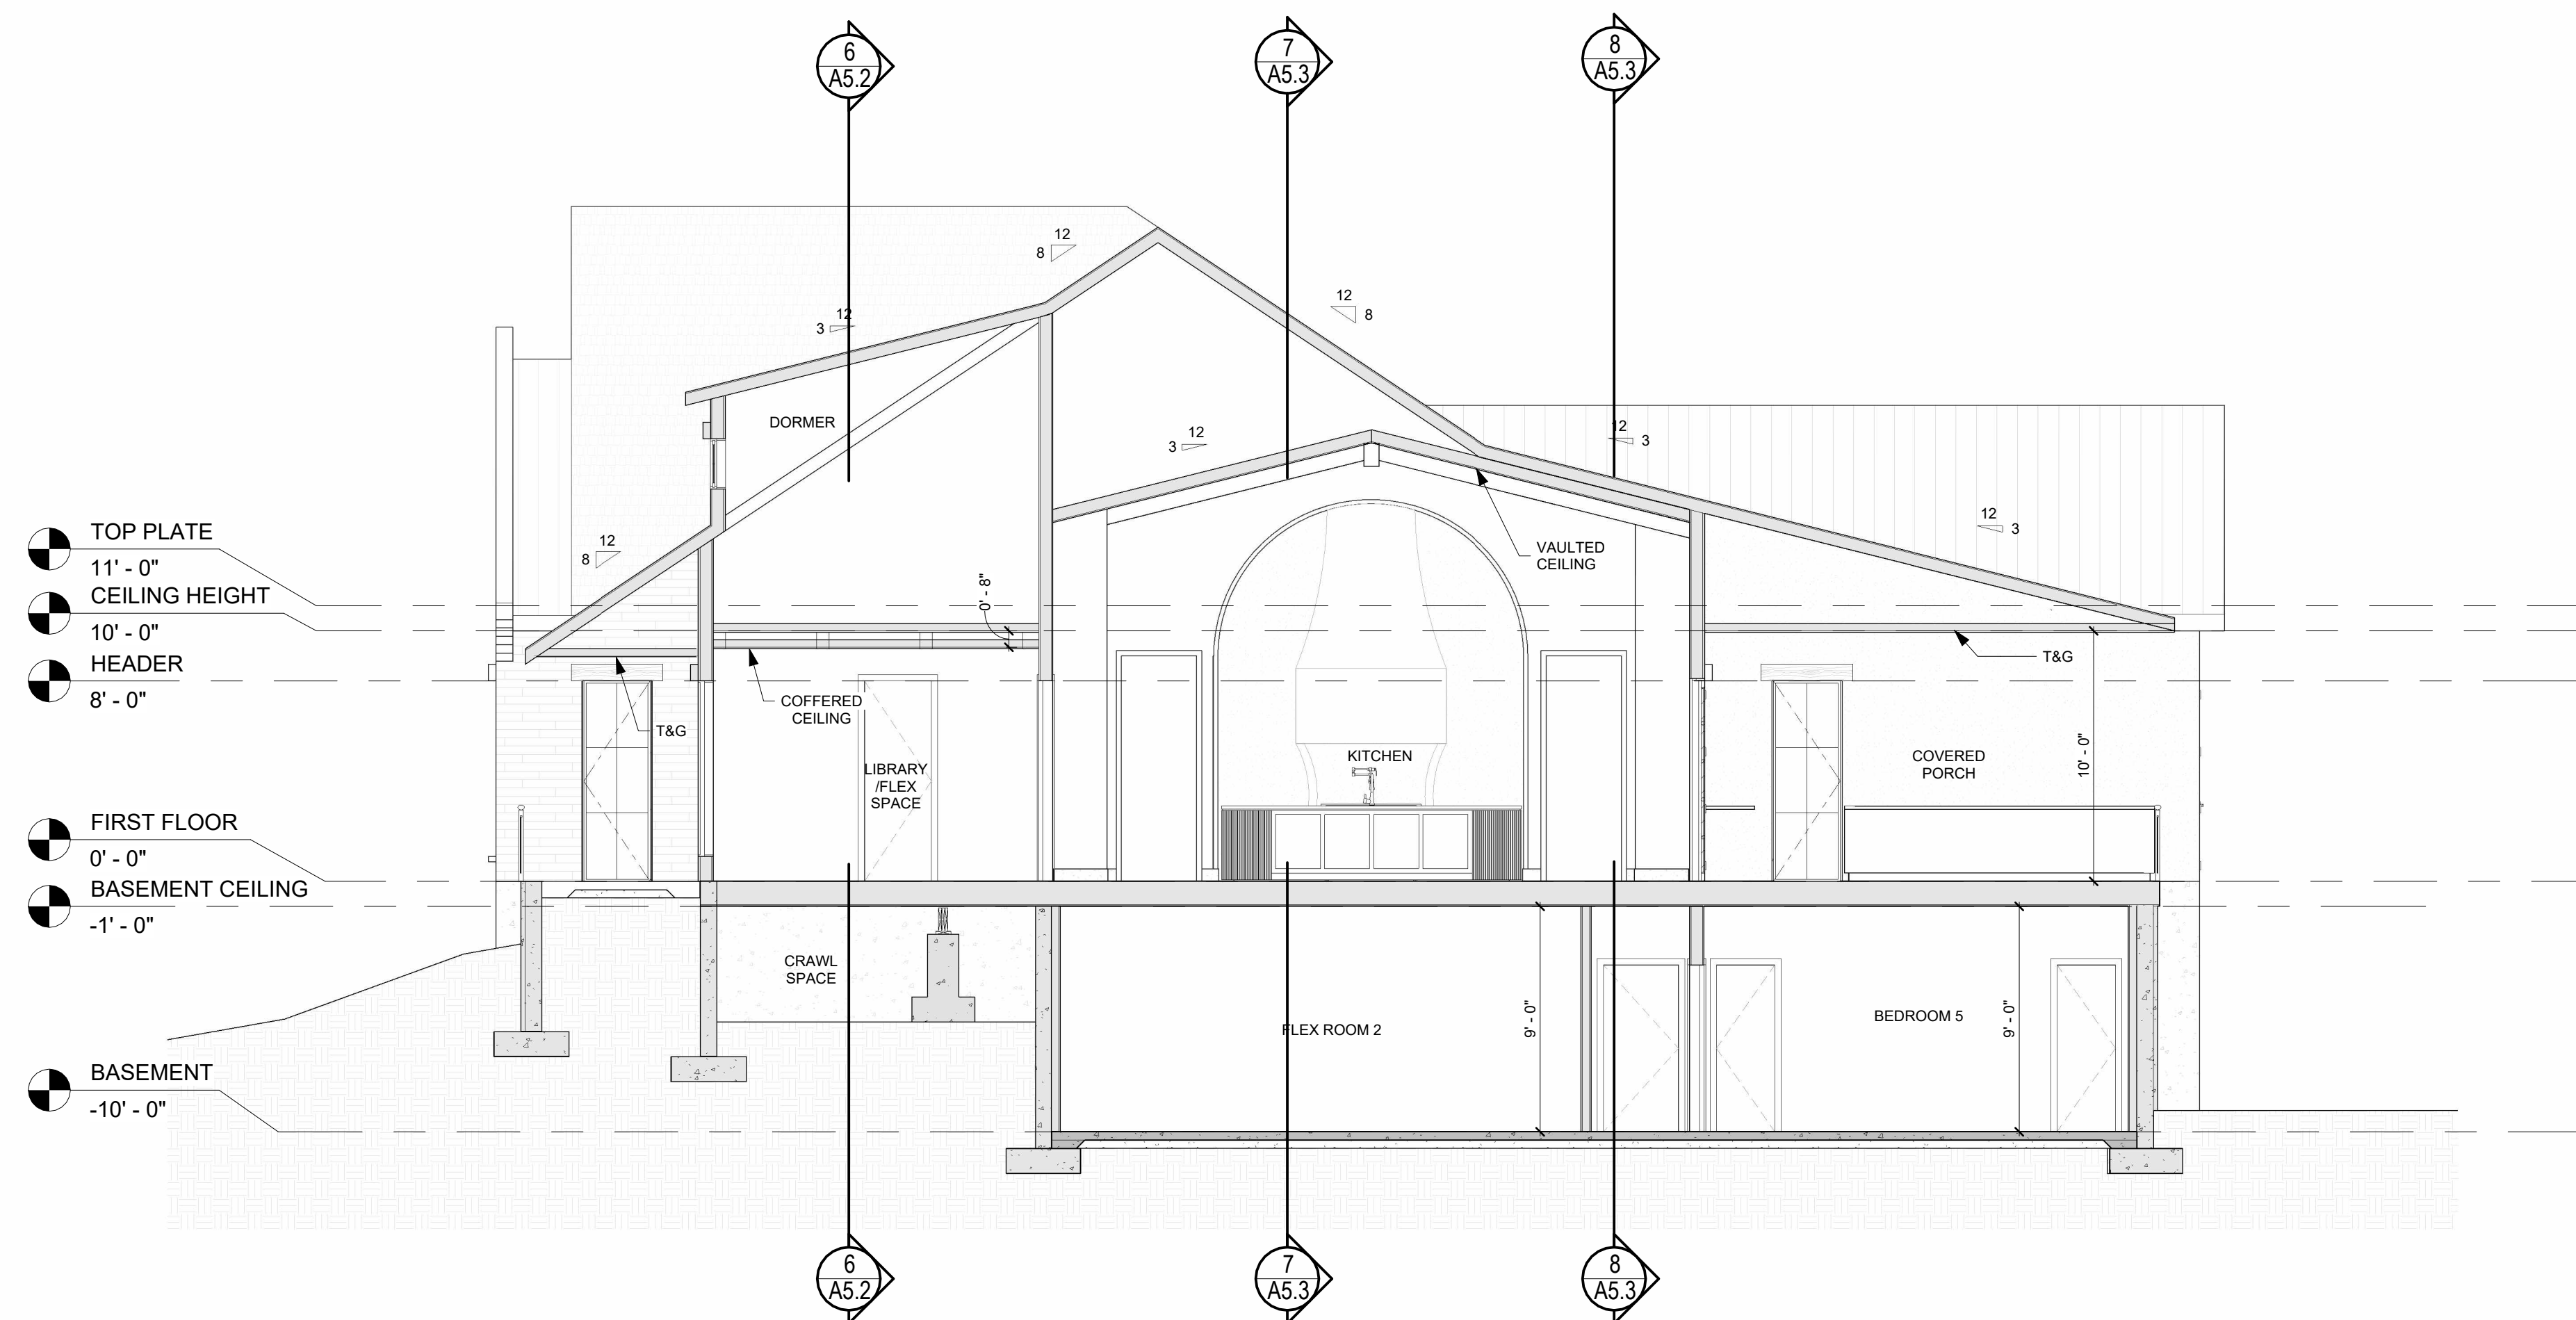 6
A5.2
7
A5.3
8
A5.3
12
8
12
3
12
8
DORMER
12
3
12
3
12
3
12
8
TOP PLATE
11' - 0"
CEILING HEIGHT
10' - 0"
HEADER
8' - 0"
FIRST FLOOR
0' - 0"
BASEMENT CEILING
-1' - 0"
BASEMENT
-10' - 0"
0' - 8"
VAULTED
CEILING
T&G
COFFERED
CEILING
T&G
LIBRARY
/FLEX
SPACE
KITCHEN
COVERED
PORCH
10' - 0"
CRAWL
SPACE
FLEX ROOM 2
9' - 0"
BEDROOM 5
9' - 0"
6
A5.2
7
A5.3
8
A5.3